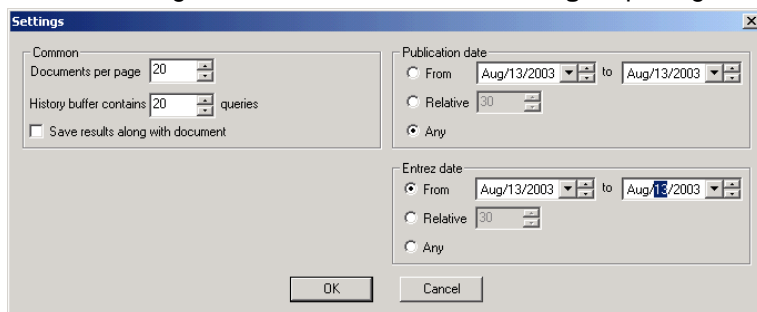 Settings
Common
Documents per page 20
History buffer contains 20 queries
Save results along with document
Publication date
From Aug/13/2003 to Aug/13/2003
Relative 30
Any
Entrez date
From Aug/13/2003 to Aug/13/2003
Relative 30
Any
OK Cancel